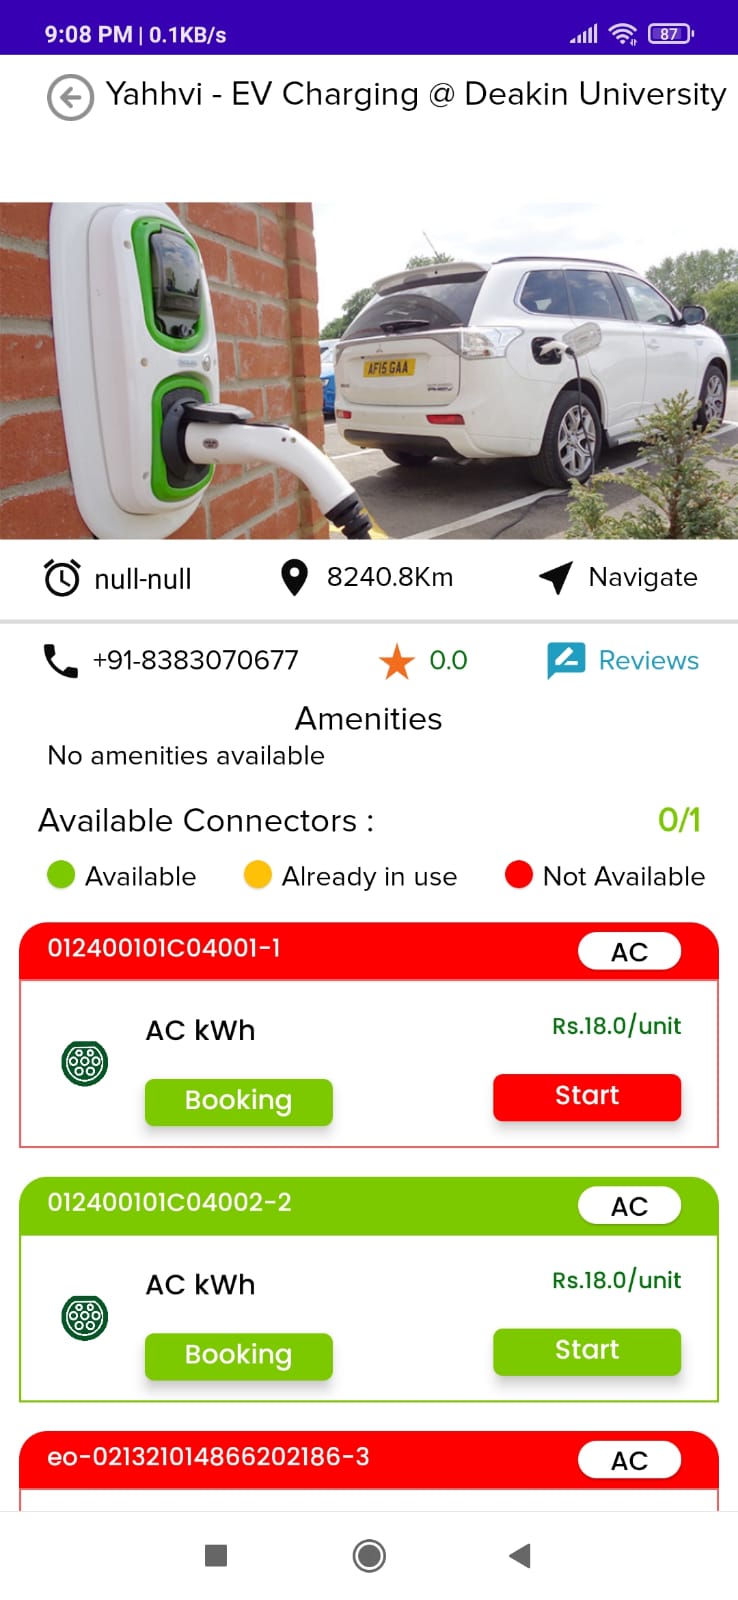 9:08 PM | 0.1KB/s
87
Yahhvi - EV Charging @ Deakin University
AF15 GAA
null-null
8240.8Km
Navigate
+91-8383070677
0.0
Reviews
Amenities
No amenities available
Available Connectors :
0/1
Available
Already in use
Not Available
012400101C04001-1
AC
AC kWh
Rs.18.0/unit
Booking
Start
012400101C04002-2
AC
AC kWh
Rs.18.0/unit
Booking
Start
eo-021321014866202186-3
AC